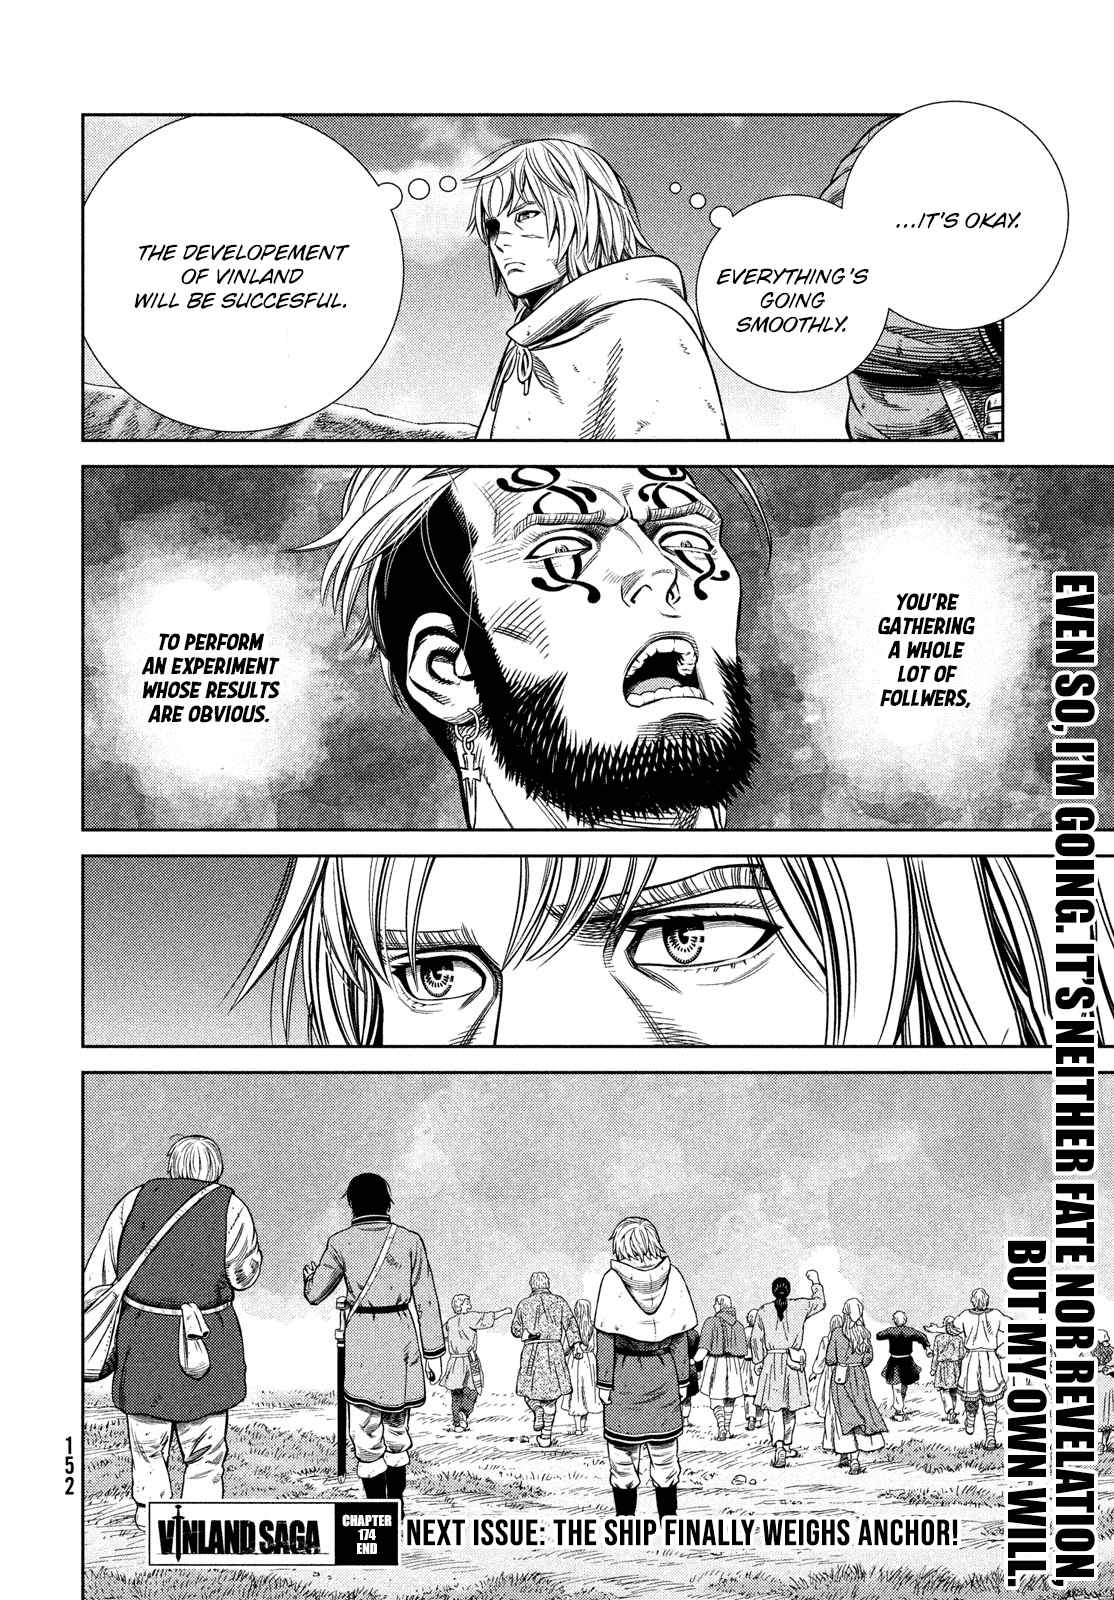 ...IT'S OKAY.
EVERYTHING'S
GOING
SMOOTHLY.
THE DEVELOPEMENT
OF VINLAND
WILL BE SUCCESFUL.
YOU'RE
GATHERING
A WHOLE
LOT OF
FOLLWERS,
TO PERFORM
AN EXPERIMENT
WHOSE RESULTS
ARE OBVIOUS.
EVEN SO, I'M GOING. IT'S NEITHER FATE NOR REVELATION,
BUT MY OWN WILL.
152
VINLAND SAGA
CHAPTER
174
END
NEXT ISSUE: THE SHIP FINALLY WEIGHS ANCHOR!